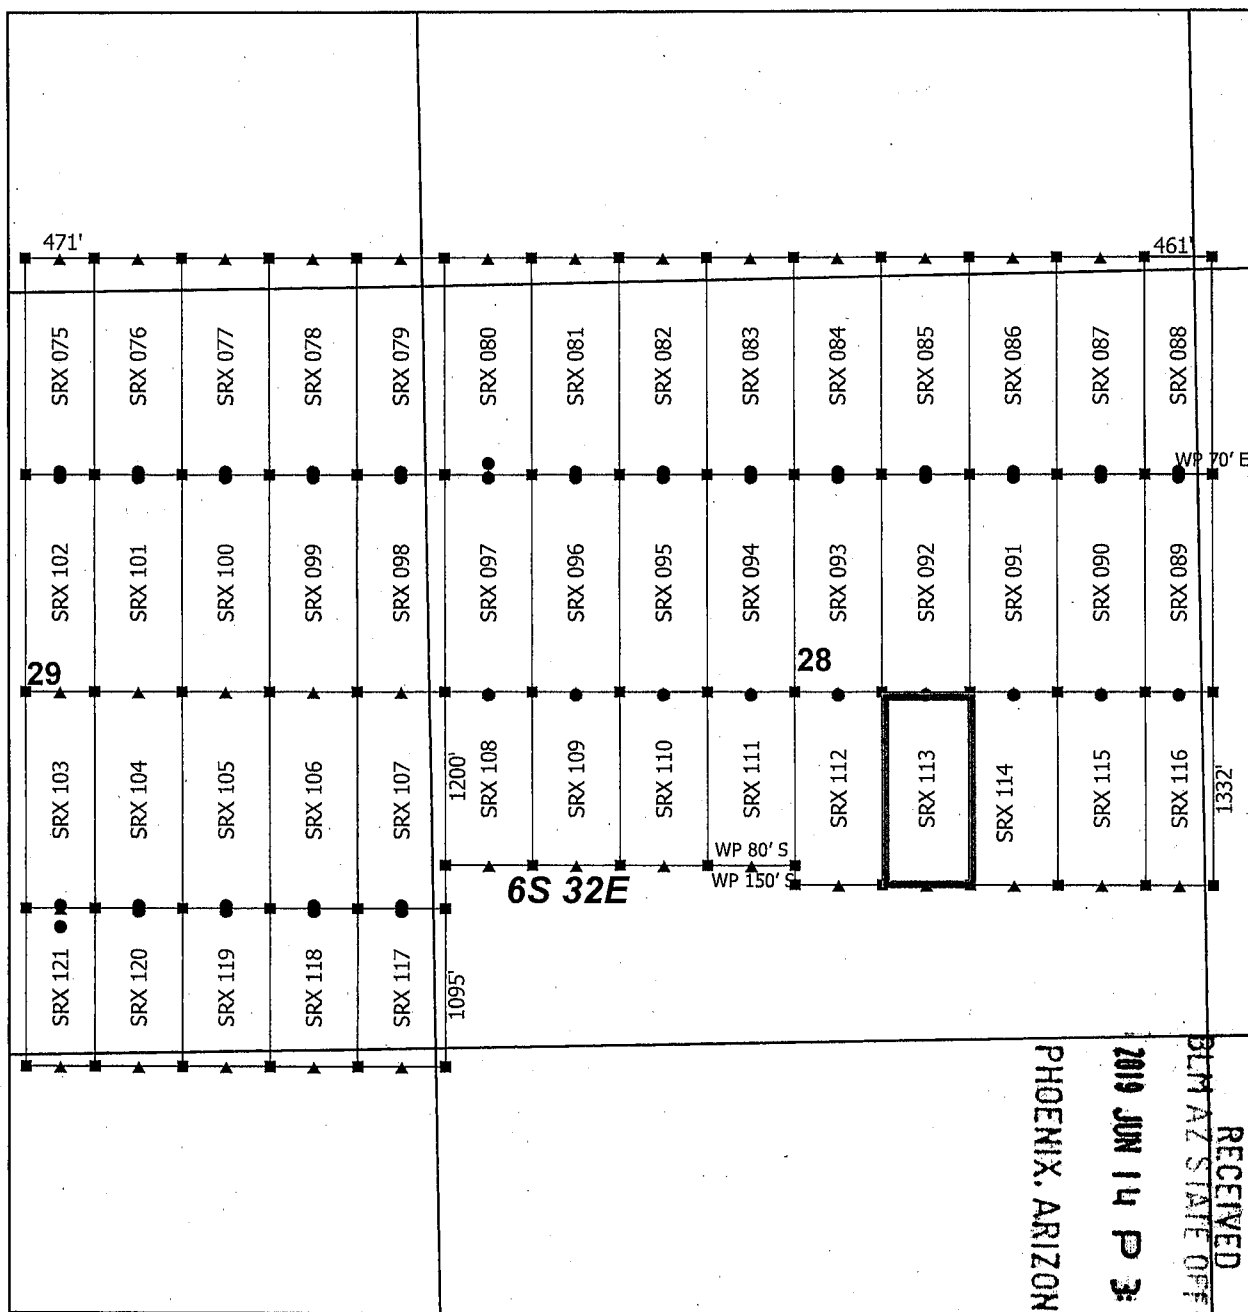 471'
461'
SRX 075
SRX 076
SRX 077
SRX 078
SRX 079
SRX 080
SRX 081
SRX 082
SRX 083
SRX 084
SRX 085
SRX 086
SRX 087
SRX 088
WP 70' E
SRX 102
SRX 101
SRX 100
SRX 099
SRX 098
SRX 097
SRX 096
SRX 095
SRX 094
SRX 093
SRX 092
SRX 091
SRX 090
SRX 089
29
28
SRX 103
SRX 104
SRX 105
SRX 106
SRX 107
1200'
SRX 108
SRX 109
SRX 110
SRX 111
SRX 112
SRX 113
SRX 114
SRX 115
SRX 116
1332'
WP 80' S
WP 150' S
6S 32E
SRX 121
SRX 120
SRX 119
SRX 118
SRX 117
1095'
RECEIVED
BLM AZ STATE OFF
2019 JUN 14 P 3:
PHOENIX, ARIZON